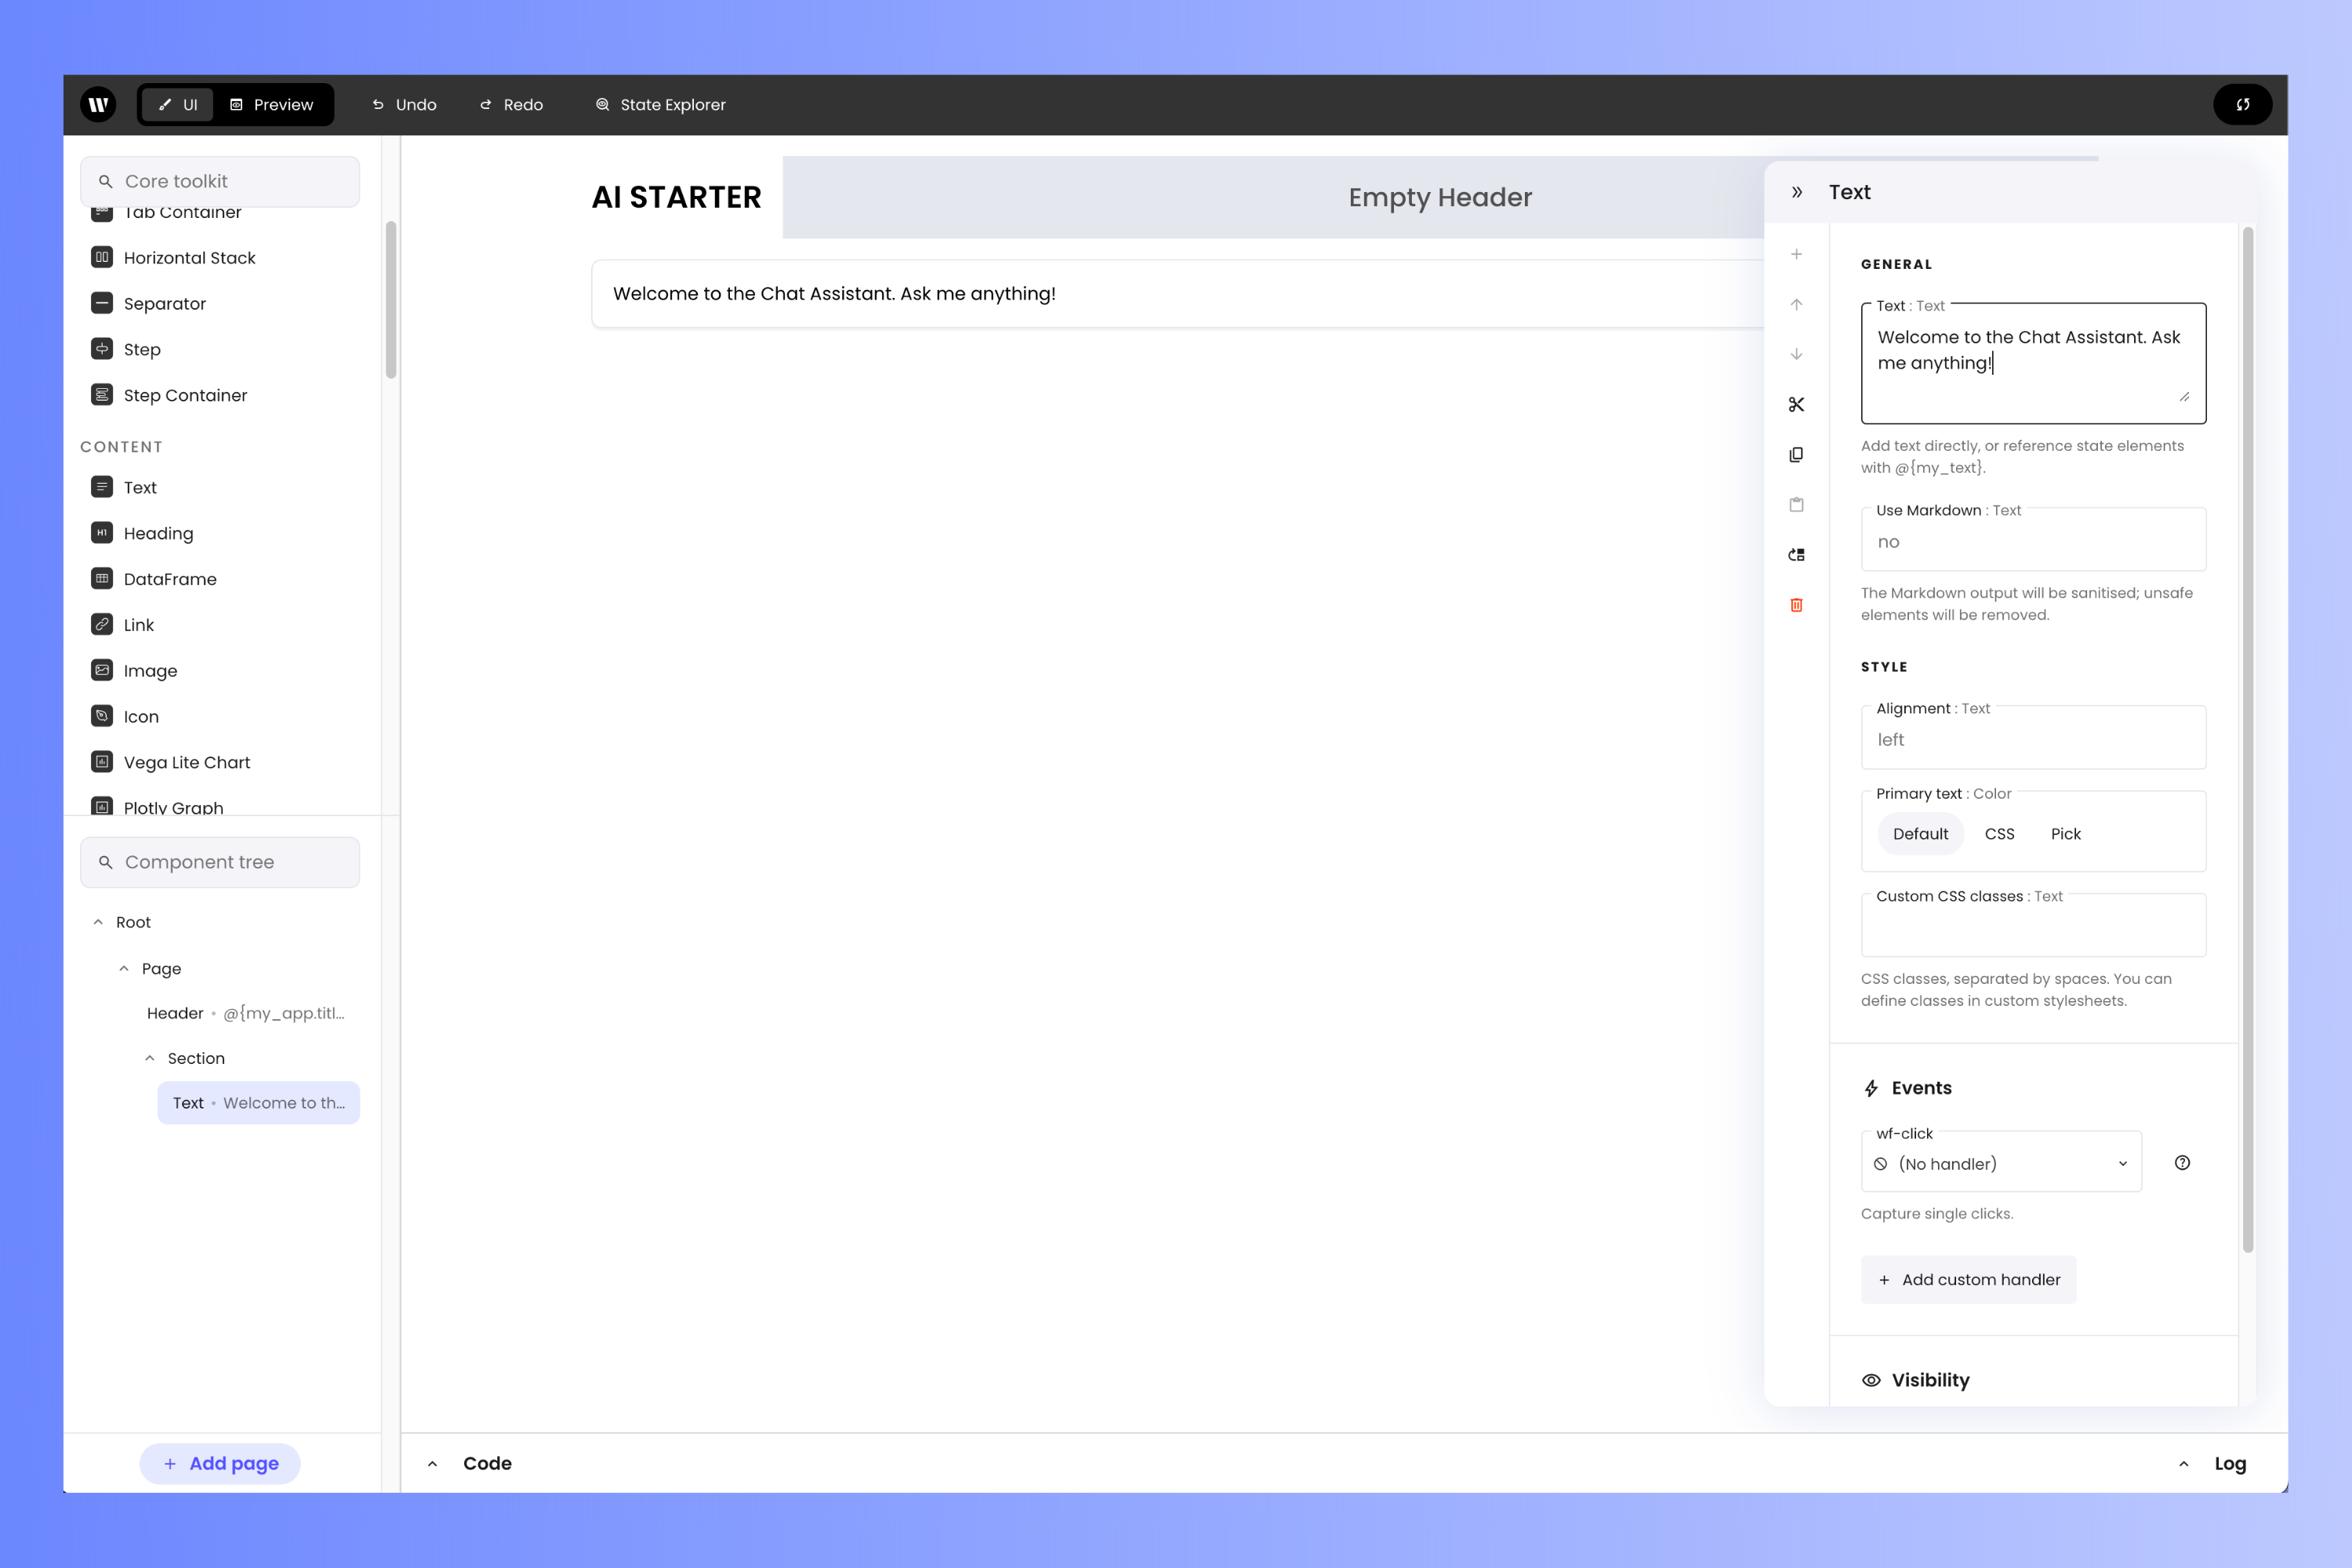 UI
Preview
Undo
Redo
State Explorer
Core toolkit
Tab Container
Horizontal Stack
Separator
Step
Step Container
CONTENT
Text
Heading
H1
DataFrame
Link
Image
Icon
Vega Lite Chart
Plotly Graph
Component tree
Root
Page
Header • @{my_app.titl...
Section
Text • Welcome to th...
+ Add page
AI STARTER
Empty Header
Welcome to the Chat Assistant. Ask me anything!
Code
Log
Text
GENERAL
Text : Text
Welcome to the Chat Assistant. Ask
me anything!
Add text directly, or reference state elements
with @{my_text}.
Use Markdown : Text
no
The Markdown output will be sanitised; unsafe
elements will be removed.
STYLE
Alignment : Text
left
Primary text : Color
Default
CSS
Pick
Custom CSS classes : Text
CSS classes, separated by spaces. You can
define classes in custom stylesheets.
Events
wf-click
(No handler)
Capture single clicks.
+ Add custom handler
Visibility